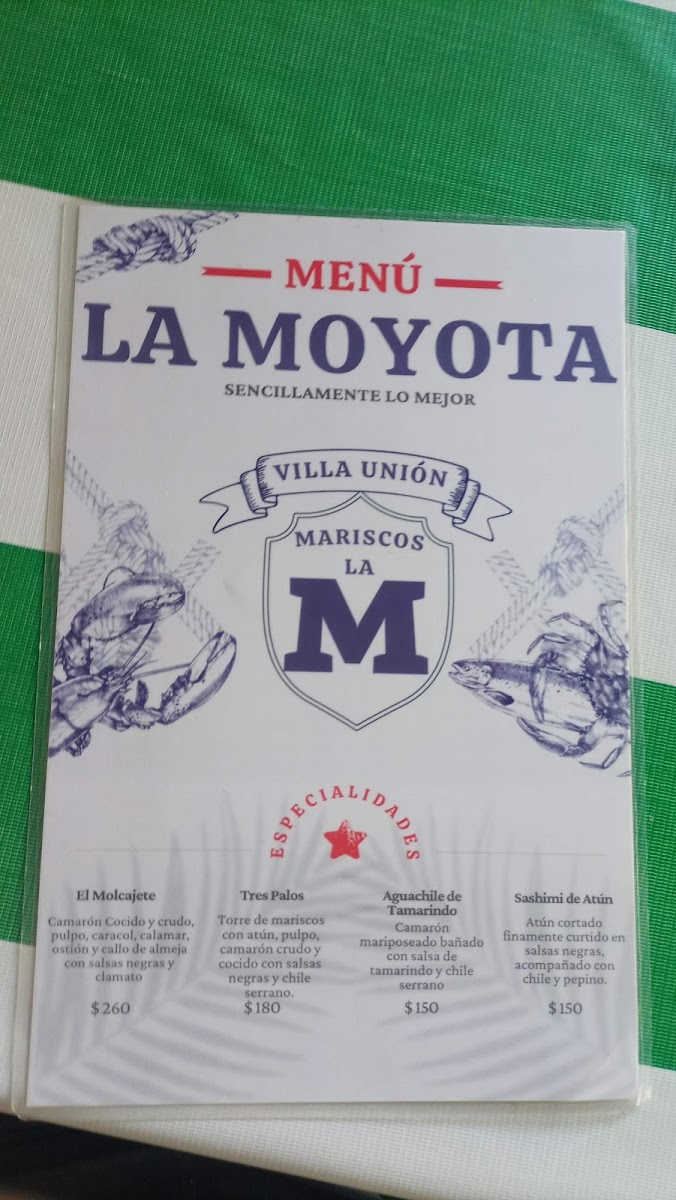 MENÚ
LA MOYOTA
SENCILLAMENTE LO MEJOR
VILLA UNIÓN
MARISCOS
LA
M
ESPECIALIDADES
El Molcajete
Camarón Cocido y crudo,
pulpo, caracol, calamar,
ostión y callo de almeja
con salsas negras y
clamato
$260
Tres Palos
Torre de mariscos
con atún, pulpo,
camarón crudo y
cocido con salsas
negras y chile
serrano.
$180
Aguachile de
Tamarindo
Camarón
mariposeado bañado
con salsa de
tamarindo y chile
serrano
$150
Sashimi de Atún
Atún cortado
finamente curtido en
salsas negras,
acompañado con
chile y pepino.
$150